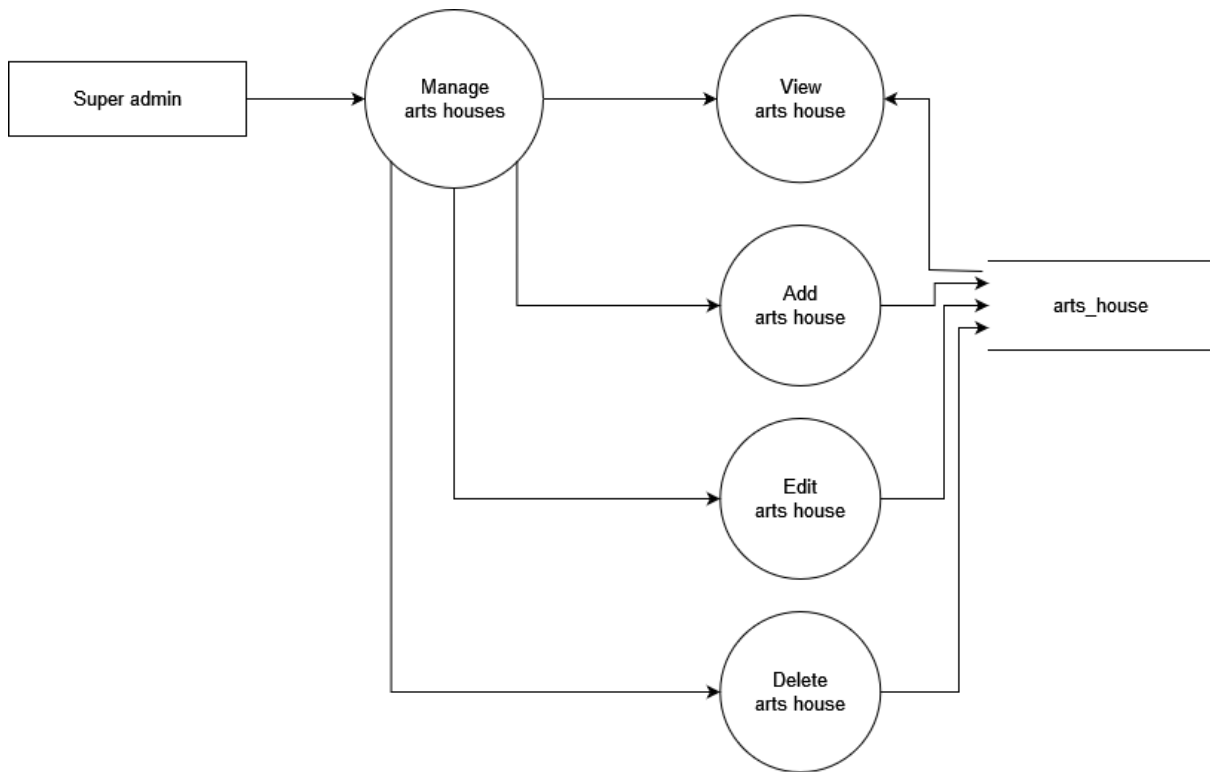 Super admin
Manage
arts houses
View
arts house
Add
arts house
arts_house
Edit
arts house
Delete
arts house